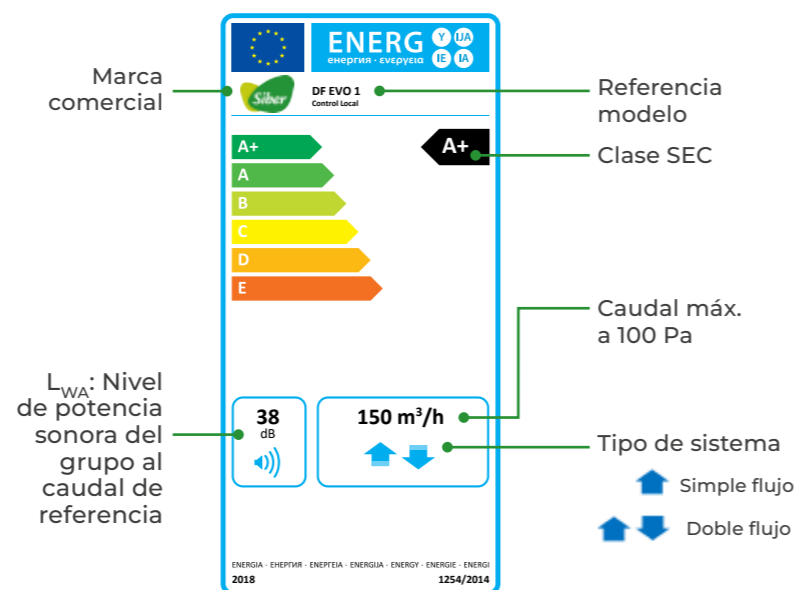 ENERG
енергия · ενεργεια
Y IJA
IE IA
Marca
comercial
Siber
DF EVO 1
Control Local
Referencia
modelo
A+
A+
Clase SEC
A
B
C
D
E
Caudal máx.
a 100 Pa
L_WA: Nivel
de potencia
sonora del
grupo al
caudal de
referencia
38
dB
150 m³/h
Tipo de sistema
Simple flujo
Doble flujo
ENERGIA - ЕНЕРГИЯ - ΕΝΕΡΓΕΙΑ - ENERGIJA - ENERGY - ENERGIE - ENERGI
2018
1254/2014